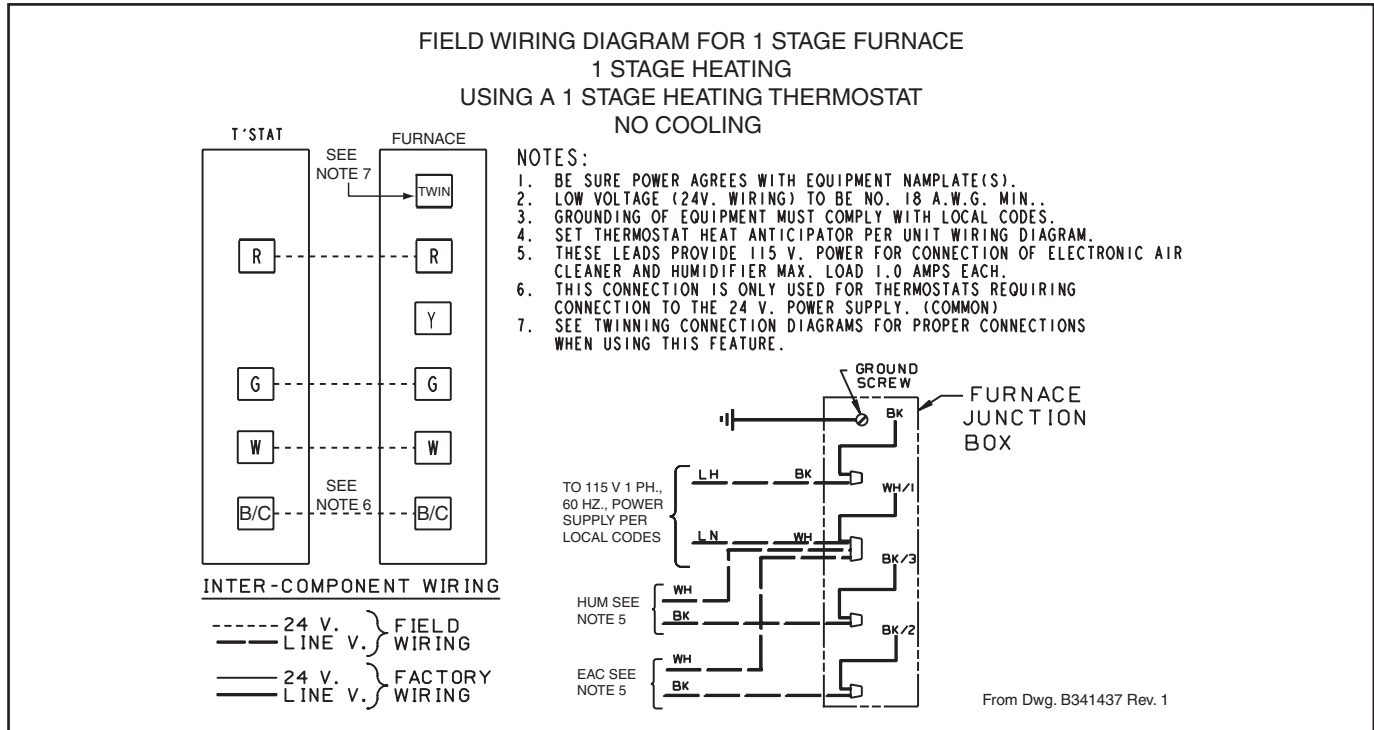 FIELD WIRING DIAGRAM FOR 1 STAGE FURNACE
1 STAGE HEATING
USING A 1 STAGE HEATING THERMOSTAT
NO COOLING
T'STAT
FURNACE
SEE
NOTE 7
TWIN
R
R
Y
G
G
W
W
SEE
NOTE 6
B/C
B/C
INTER-COMPONENT WIRING
24 V.
LINE V.
FIELD
WIRING
24 V.
LINE V.
FACTORY
WIRING
NOTES:
1. BE SURE POWER AGREES WITH EQUIPMENT NAMPLATE(S).
2. LOW VOLTAGE (24V. WIRING) TO BE NO. 18 A.W.G. MIN..
3. GROUNDING OF EQUIPMENT MUST COMPLY WITH LOCAL CODES.
4. SET THERMOSTAT HEAT ANTICIPATOR PER UNIT WIRING DIAGRAM.
5. THESE LEADS PROVIDE 115 V. POWER FOR CONNECTION OF ELECTRONIC AIR
CLEANER AND HUMIDIFIER MAX. LOAD 1.0 AMPS EACH.
6. THIS CONNECTION IS ONLY USED FOR THERMOSTATS REQUIRING
CONNECTION TO THE 24 V. POWER SUPPLY. (COMMON)
7. SEE TWINNING CONNECTION DIAGRAMS FOR PROPER CONNECTIONS
WHEN USING THIS FEATURE.
GROUND
SCREW
FURNACE
JUNCTION
BOX
BK
LH
BK
TO 115 V 1 PH.,
60 HZ., POWER
SUPPLY PER
LOCAL CODES
WH/1
LN
WH
BK/3
WH
HUM SEE
NOTE 5
BK
BK/2
WH
EAC SEE
NOTE 5
BK
From Dwg. B341437 Rev. 1